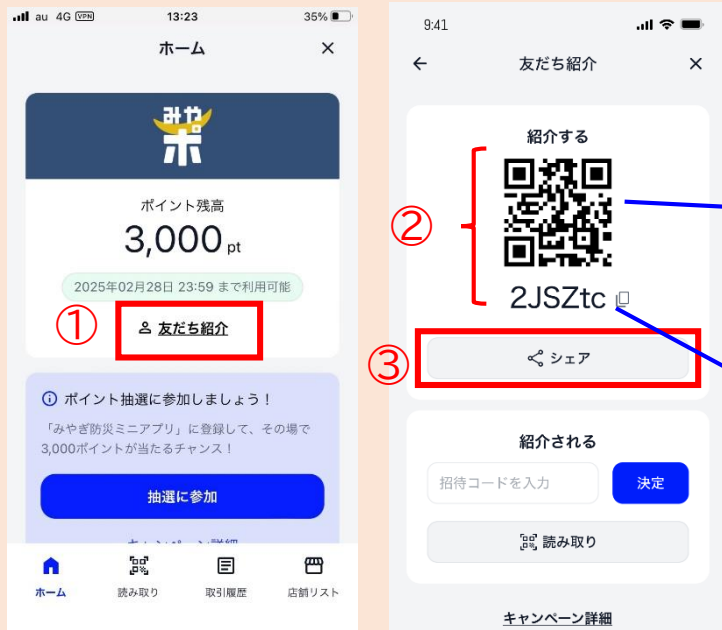 au 4G VPN 13:23 35%
ホーム ×
みや
ポ
ポイント残高
3,000 pt
2025年02月28日 23:59 まで利用可能
① 友だち紹介
ポイント抽選に参加しましょう！
「みやぎ防災ミニアプリ」に登録して、その場で
3,000ポイントが当たるチャンス！
抽選に参加
ホーム 読み取り 取引履歴 店舗リスト
9:41
← 友だち紹介 ×
紹介する
②
2JSZtc
③ シェア
紹介される
招待コードを入力 決定
読み取り
キャンペーン詳細